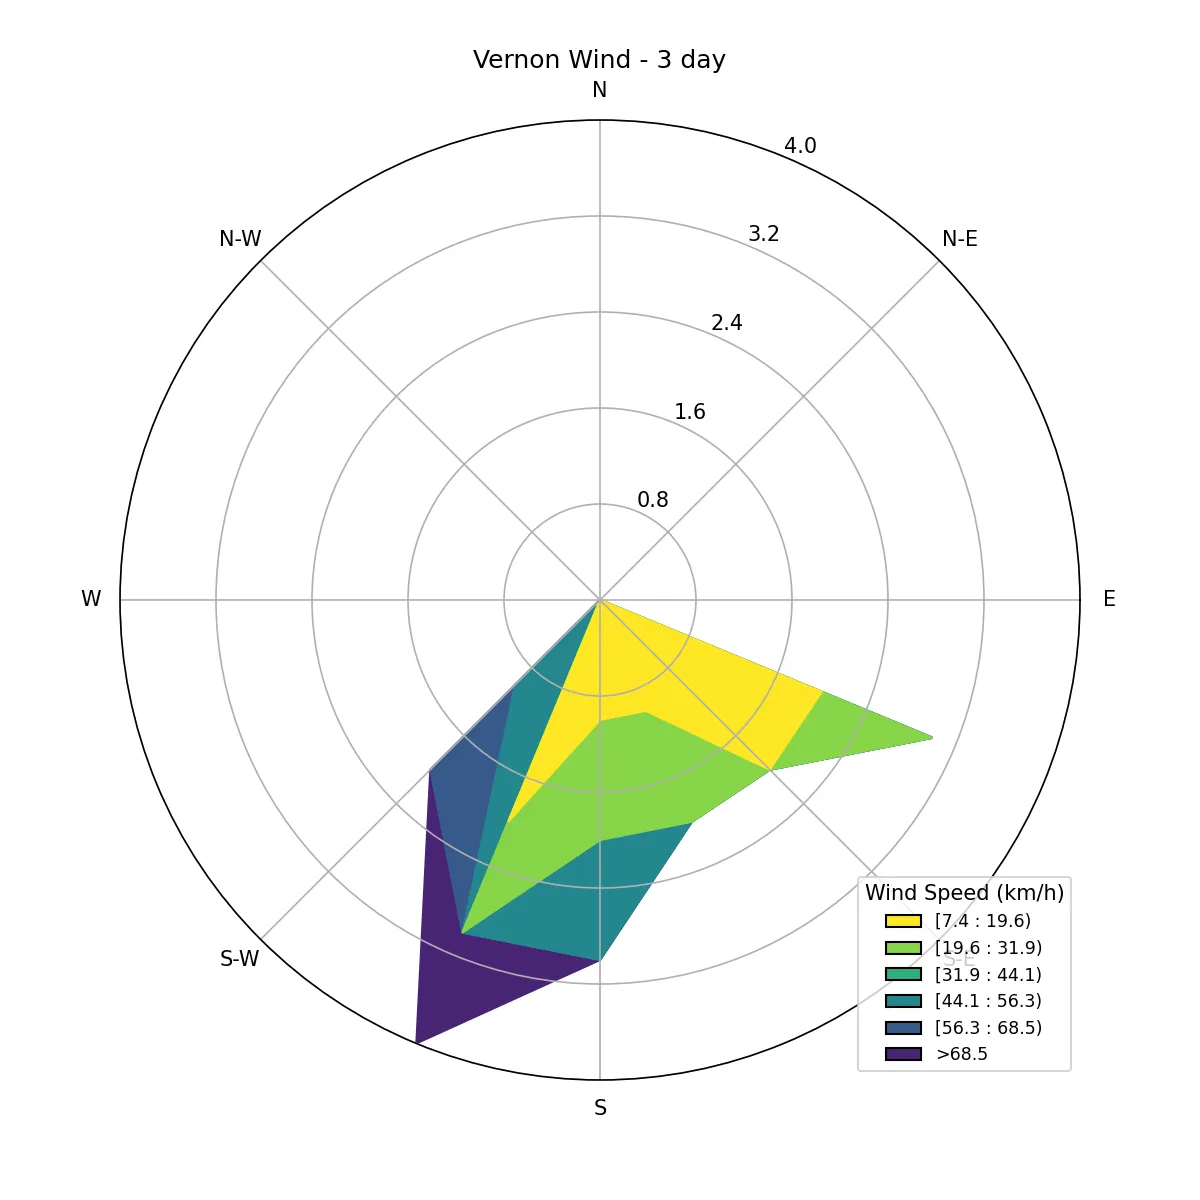 Vernon Wind - 3 day
N
4.0
N-W
3.2
N-E
2.4
1.6
0.8
W
E
Wind Speed (km/h)
[7.4 : 19.6)
[19.6 : 31.9)
S-W
S-E
[31.9 : 44.1)
[44.1 : 56.3)
[56.3 : 68.5)
>68.5
S